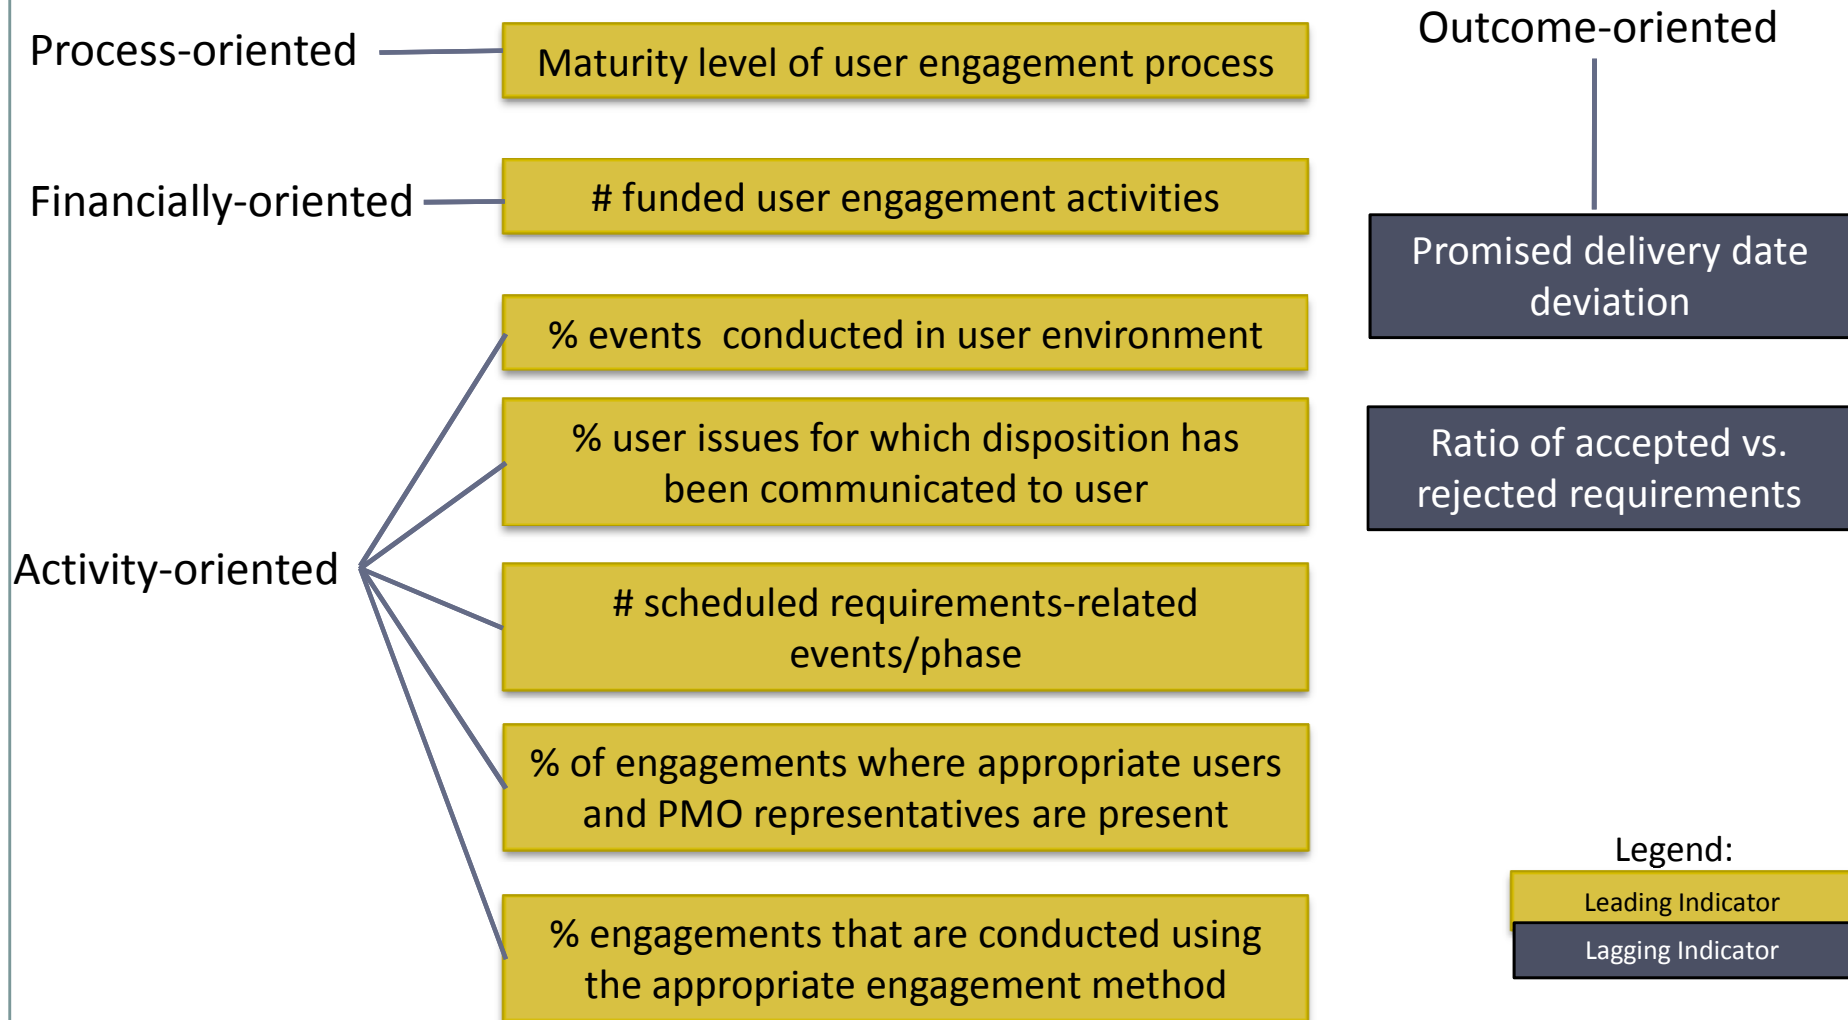 Process-oriented
Maturity level of user engagement process
Financially-oriented
# funded user engagement activities
Activity-oriented
% events  conducted in user environment
% user issues for which disposition has
been communicated to user
# scheduled requirements-related
events/phase
% of engagements where appropriate users
and PMO representatives are present
% engagements that are conducted using
the appropriate engagement method
Outcome-oriented
Promised delivery date
deviation
Ratio of accepted vs.
rejected requirements
Legend:
Leading Indicator
Lagging Indicator